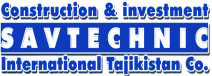 Construction & investment
SAVTECHNIC
International Tajikistan Co.